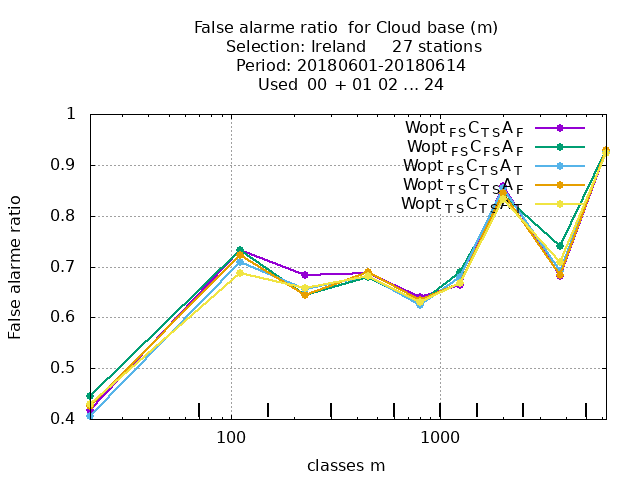 False alarme ratio for Cloud base (m)
Selection: Ireland 27 stations
Period: 20180601-20180614
Used 00 + 01 02 ... 24
1
0.9
0.8
0.7
0.6
0.5
0.4
False alarme ratio
Wopt FS C TS A F
Wopt FS C FS A F
Wopt FS C TS A T
Wopt TS C TS A F
Wopt TS C TS A T
100 1000
classes m